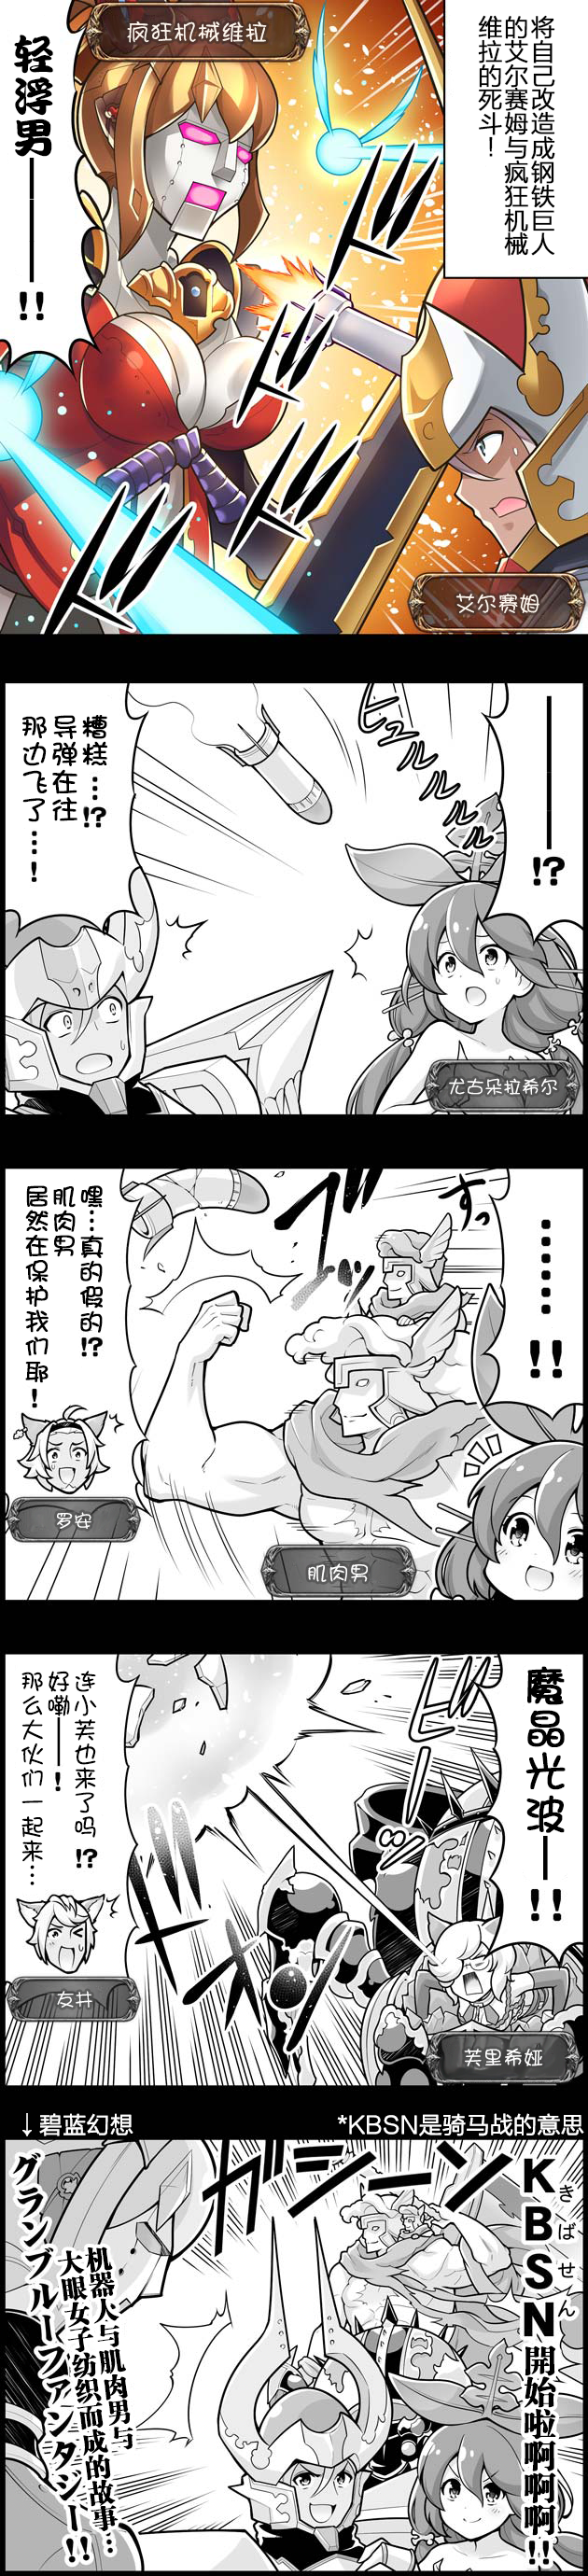 将自己改造成钢铁巨人
的艾尔赛姆与疯狂机械
维拉的死斗！
疯狂机械维拉
轻浮男——!!
ドドドド
艾尔赛姆
——!?
ヒュルルルルル
糟糕…!?
导弹在往
那边飞了…！
尤古朵拉希尔
……!!
すっ
ブンッ
嘿…真的假的!?
肌肉男
居然在保护我们耶！
罗安
肌肉男
魔晶光波—!!
ビー
ドオオン
连小芙也来了吗!?
好嘞——！
那么大伙们一起来…
友井
芙里希娅
↓碧蓝幻想
*KBSN是骑马战的意思
KBSN開始啦啊啊啊!!
きばせん
ガシーン
机器人与肌肉男与
大眼女子纺织而成的故事…
グランブルーファンタジー!!